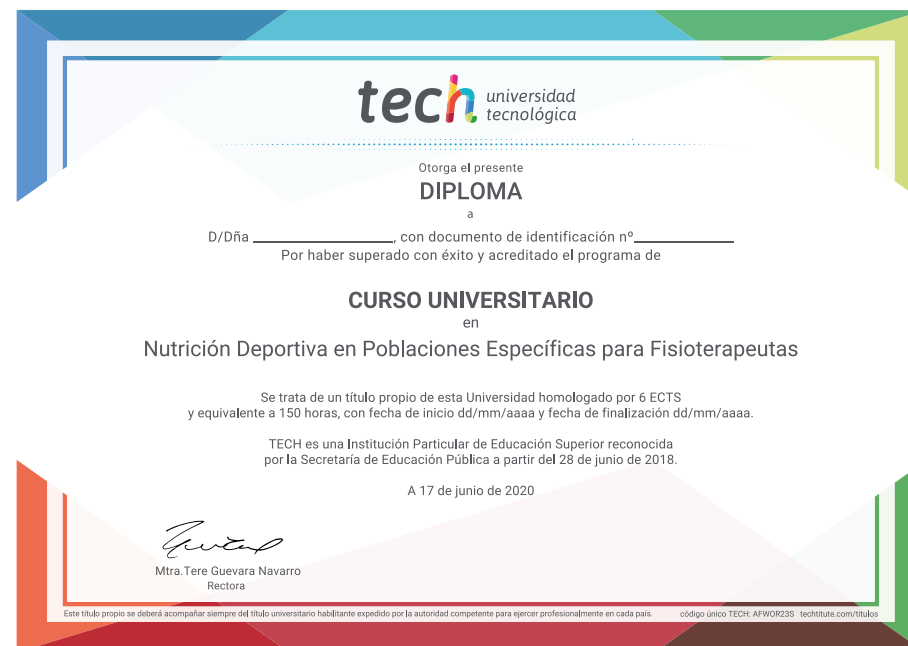 tech universidad
tecnológica
Otorga el presente
DIPLOMA
a
D/Dña ______________, con documento de identificación nº__________
Por haber superado con éxito y acreditado el programa de
CURSO UNIVERSITARIO
en
Nutrición Deportiva en Poblaciones Específicas para Fisioterapeutas
Se trata de un título propio de esta Universidad homologado por 6 ECTS
y equivalente a 150 horas, con fecha de inicio dd/mm/aaaa y fecha de finalización dd/mm/aaaa.
TECH es una Institución Particular de Educación Superior reconocida
por la Secretaría de Educación Pública a partir del 28 de junio de 2018.
A 17 de junio de 2020
Mtra.Tere Guevara Navarro
Rectora
Este título propio se deberá acompañar siempre del título universitario habilitante expedido por la autoridad competente para ejercer profesionalmente en cada país. código único TECH: AFWOR23S techtitute.com/titulos